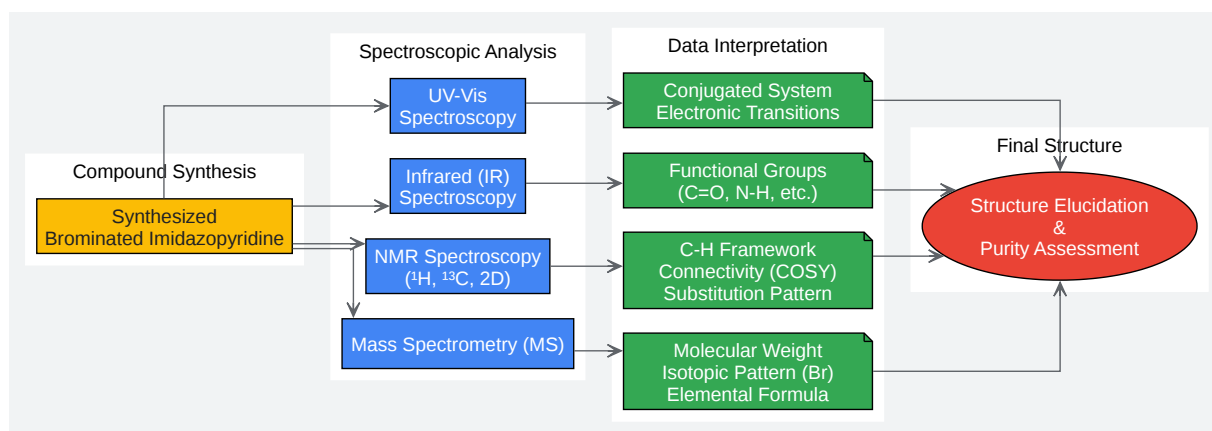 Compound Synthesis
Synthesized
Brominated Imidazopyridine
Spectroscopic Analysis
UV-Vis
Spectroscopy
Infrared (IR)
Spectroscopy
NMR Spectroscopy
(¹H, ¹³C, 2D)
Mass Spectrometry (MS)
Data Interpretation
Conjugated System
Electronic Transitions
Functional Groups
(C=O, N-H, etc.)
C-H Framework
Connectivity (COSY)
Substitution Pattern
Molecular Weight
Isotopic Pattern (Br)
Elemental Formula
Final Structure
Structure Elucidation
&
Purity Assessment